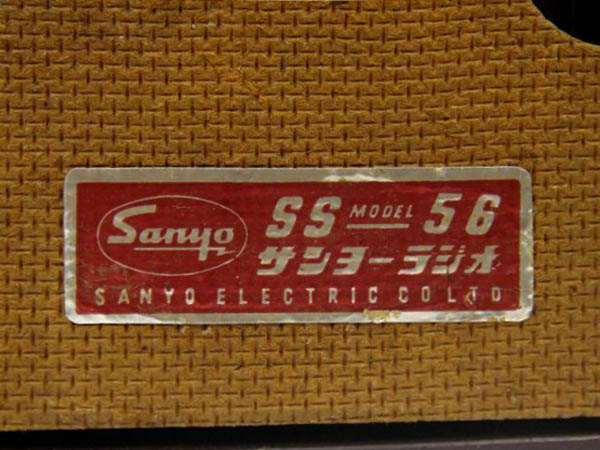 Sanyo
SS MODEL 56
サンヨーラジオ
SANYO ELECTRIC CO LTD